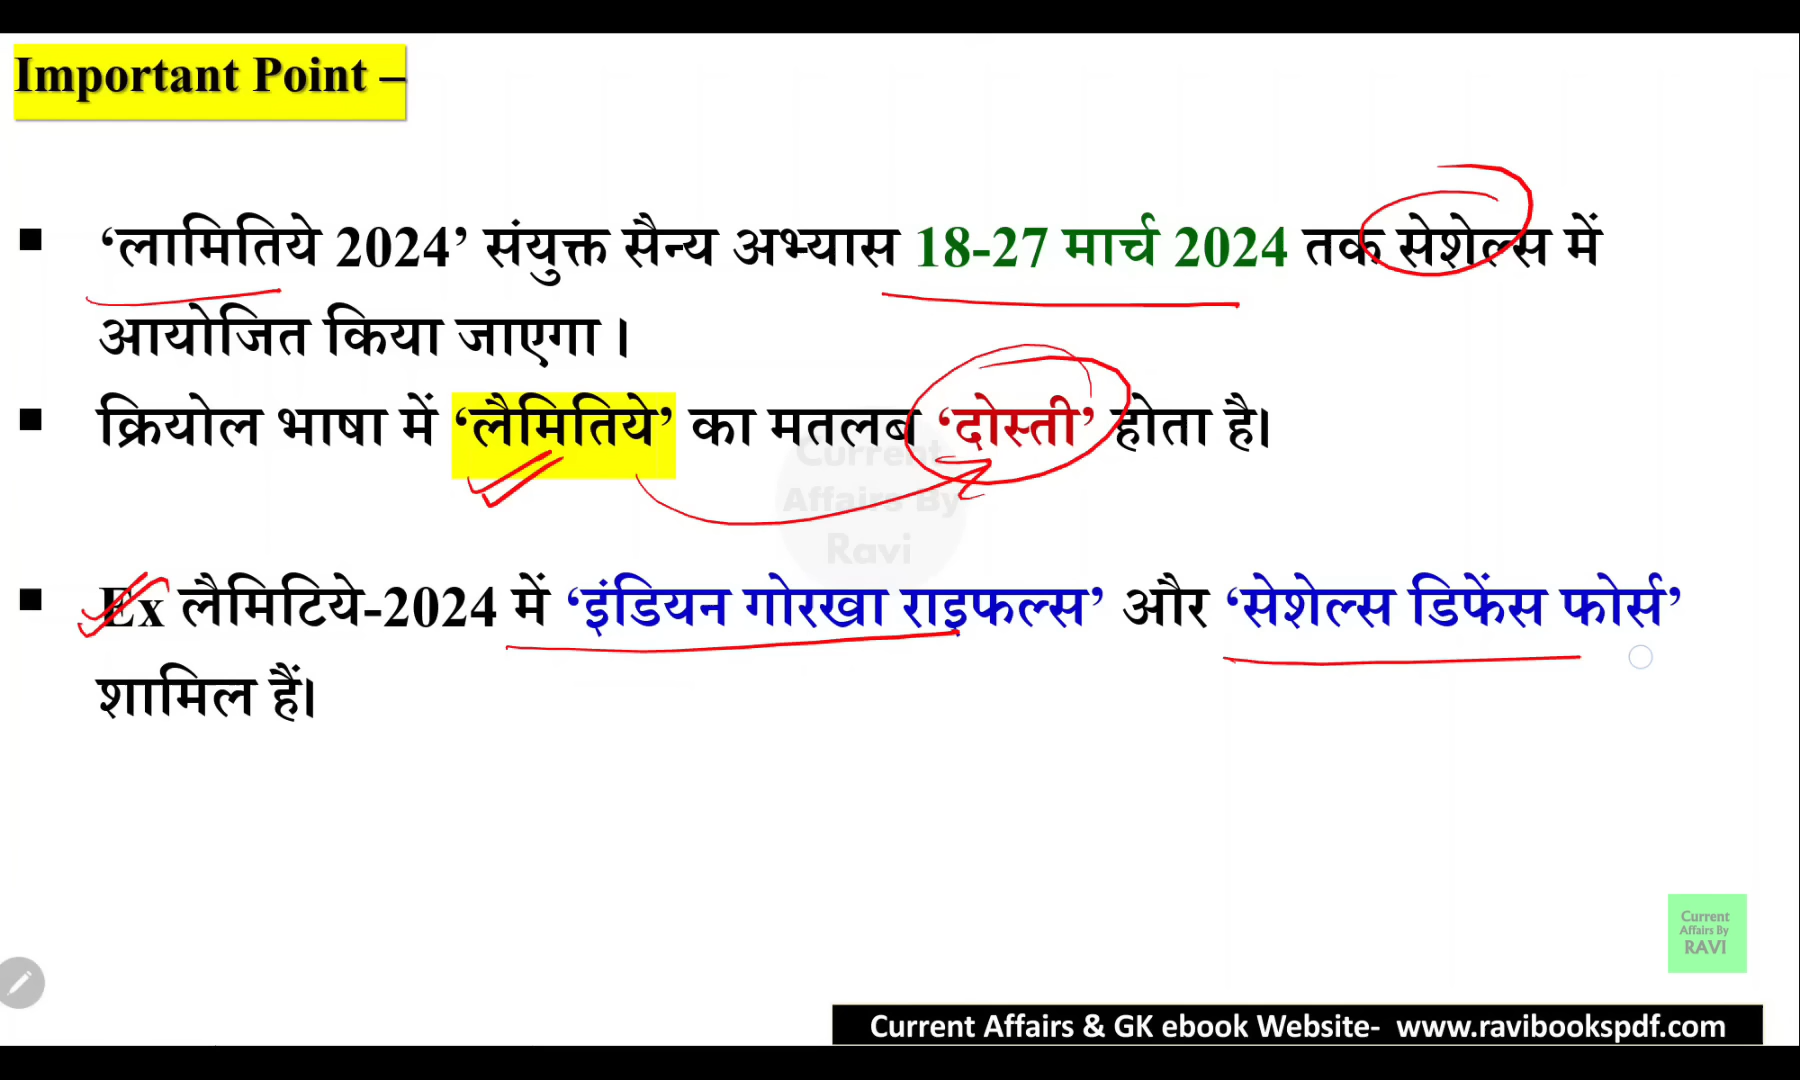 Important Point –
▪ ‘लामितिये 2024’ संयुक्त सैन्य अभ्यास 18-27 मार्च 2024 तक सेशेल्स में
आयोजित किया जाएगा ।
▪ क्रियोल भाषा में ‘लैमितिये’ का मतलब ‘दोस्ती’ होता है।
Current
Affairs By
Ravi
▪ Ex लैमिटिये-2024 में ‘इंडियन गोरखा राइफल्स’ और ‘सेशेल्स डिफेंस फोर्स’
शामिल हैं।
Current
Affairs By
RAVI
Current Affairs & GK ebook Website- www.ravibookspdf.com